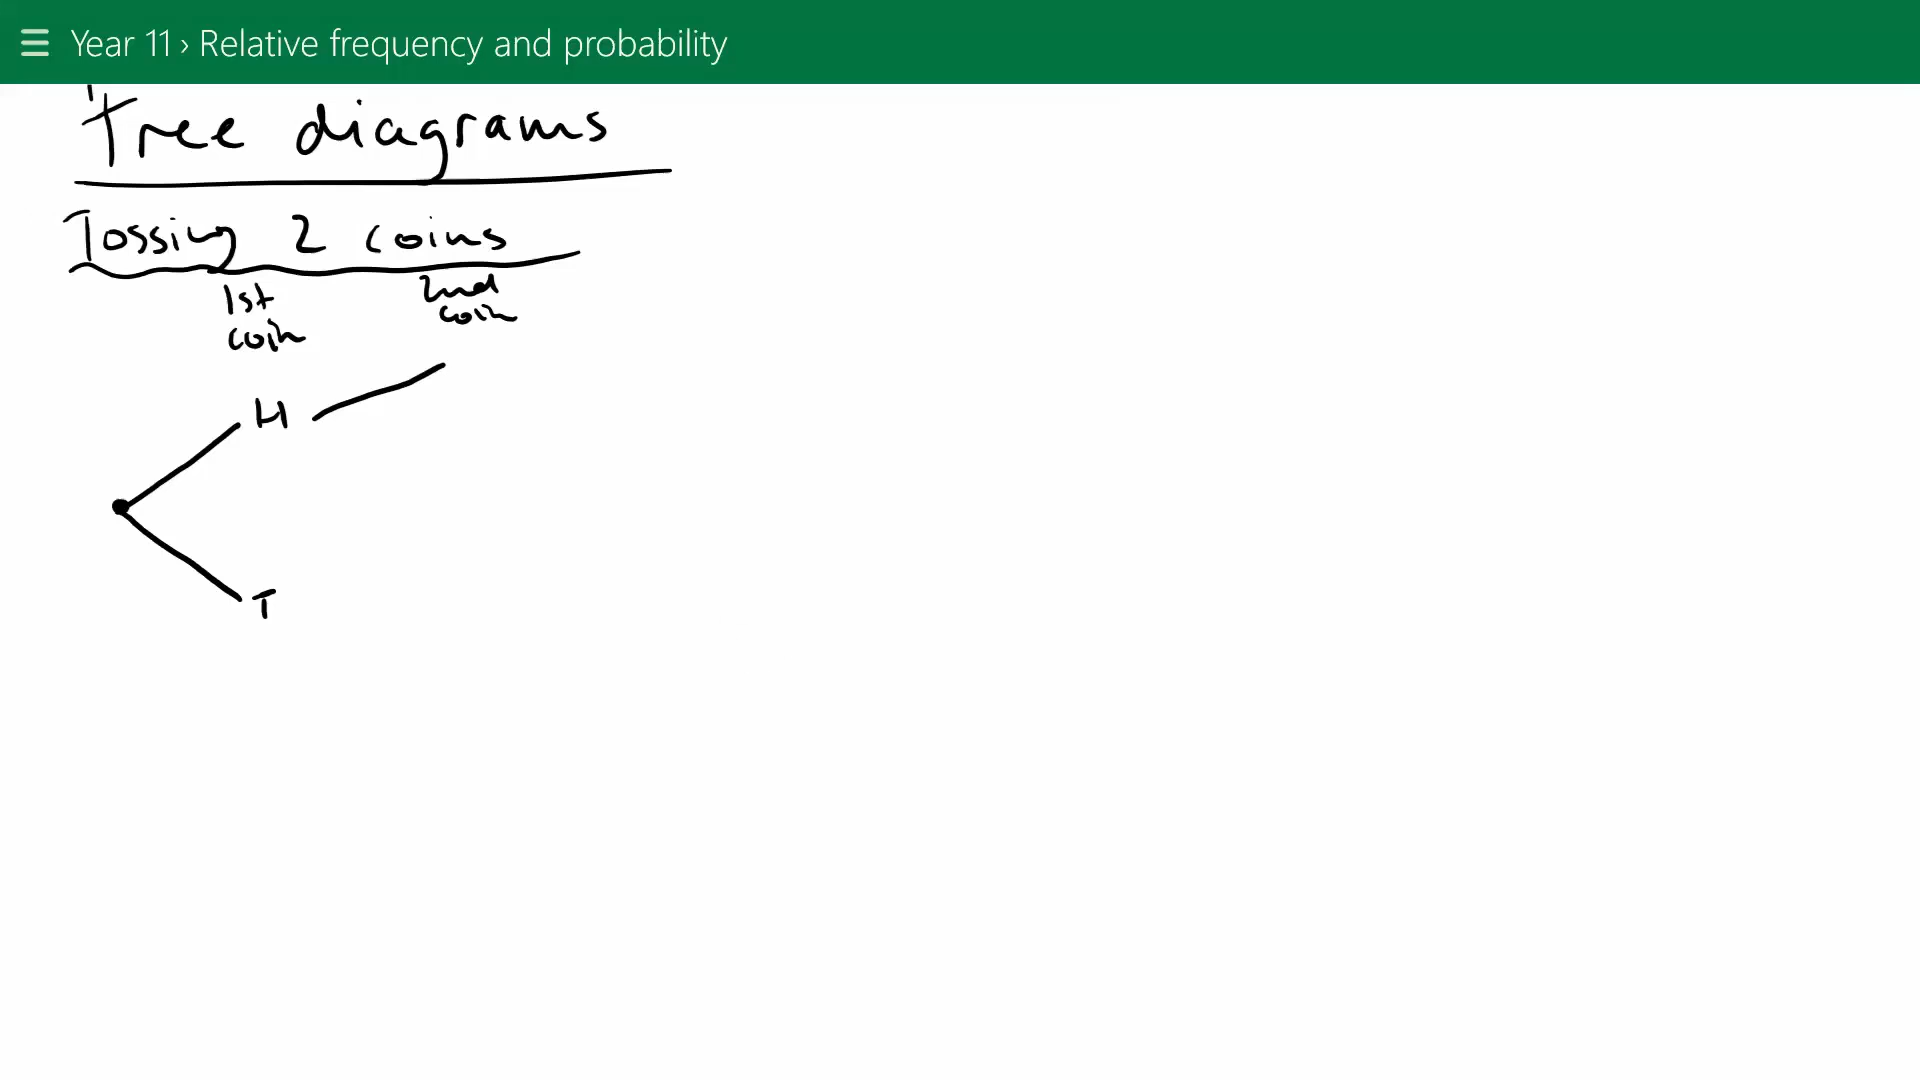 Year 11 › Relative frequency and probability
Tree diagrams
Tossing 2 coins
1st coin
2nd coin
H
T